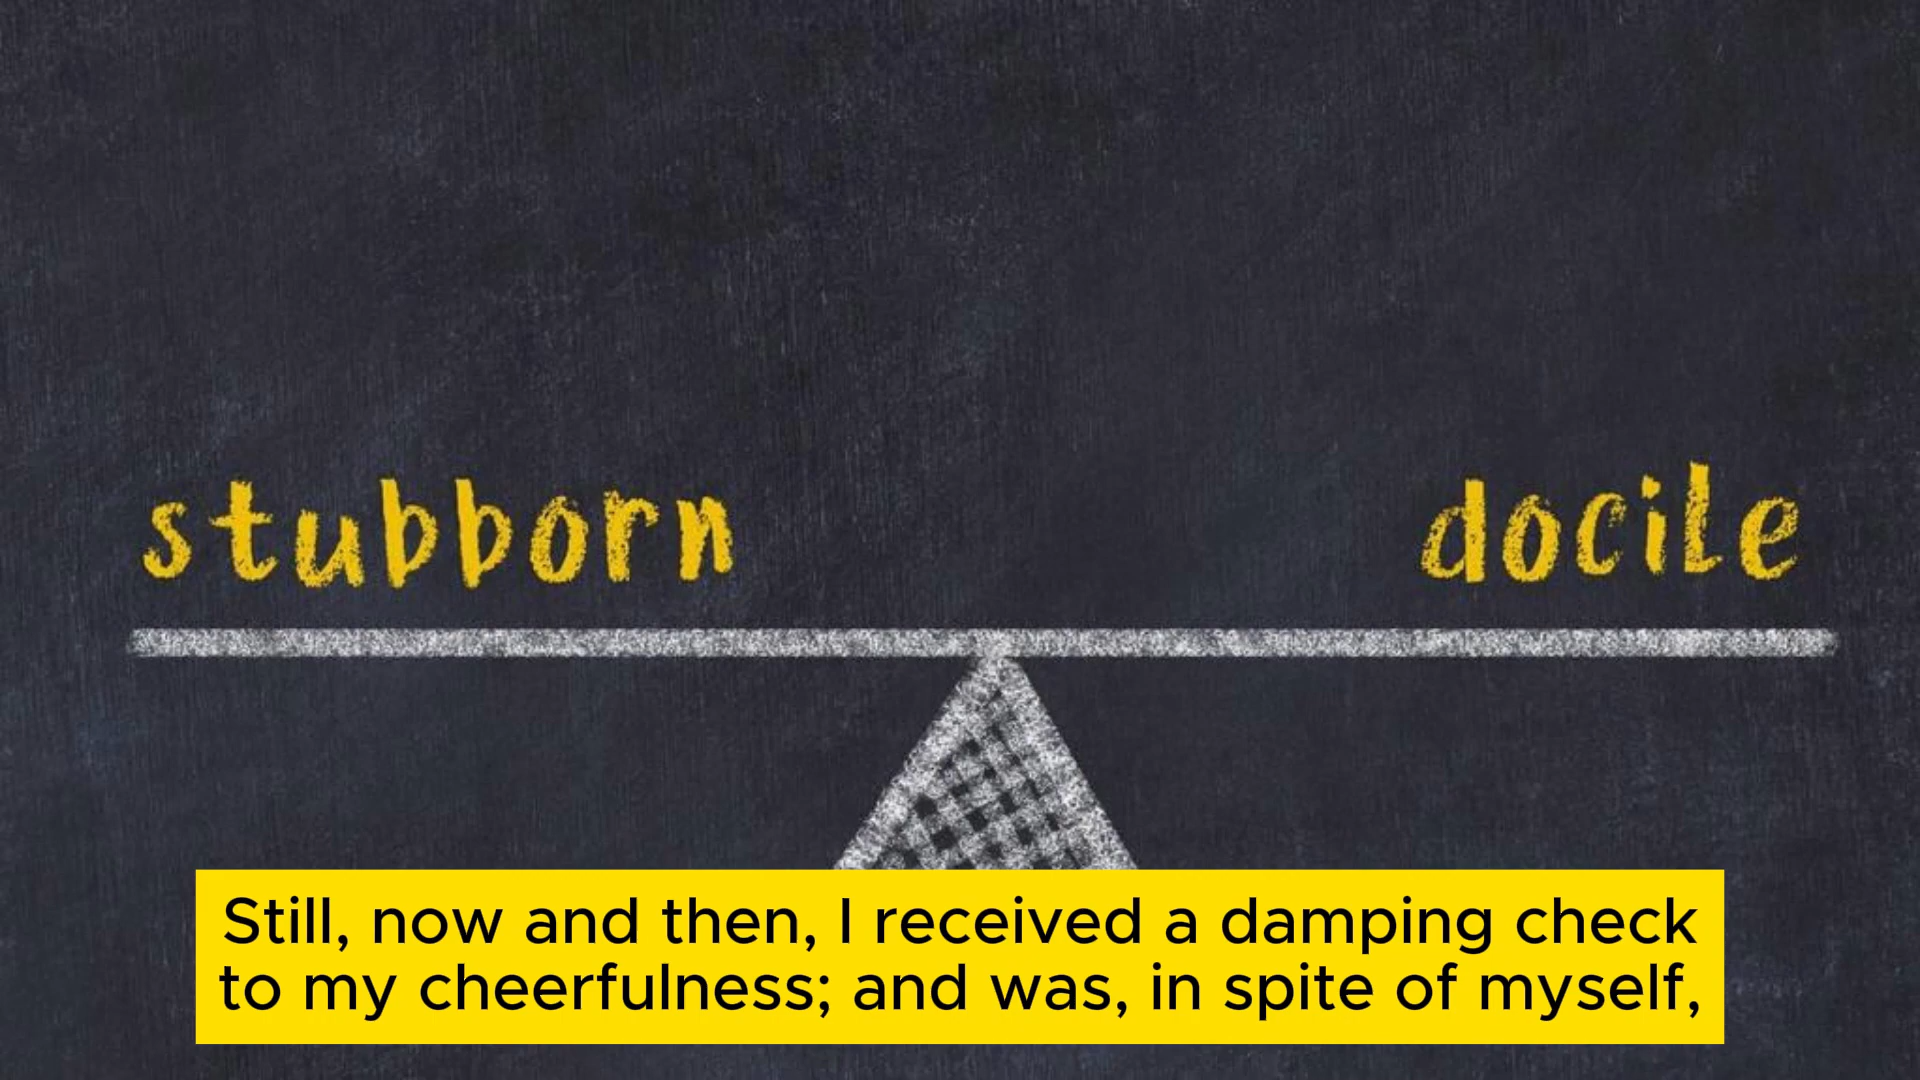 stubborn docile
Still, now and then, I received a damping check
to my cheerfulness; and was, in spite of myself,